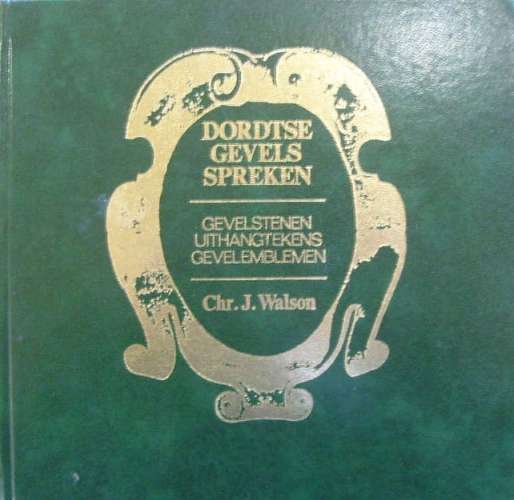 DORDTSE
GEVELS
SPREKEN
GEVELSTENEN
UITHANGTEKENS
GEVELEMBLEMEN
Chr. J. Walson